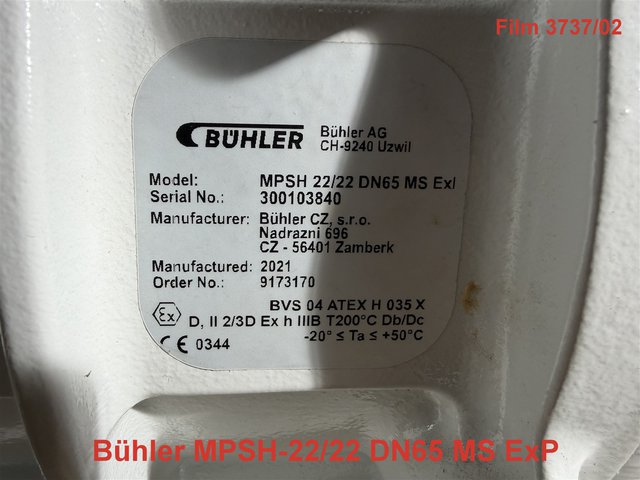 Film 3737/02
BÜHLER
Bühler AG
CH-9240 Uzwil
Model: MPSH 22/22 DN65 MS ExI
Serial No.: 300103840
Manufacturer: Bühler CZ, s.r.o.
Nadrazni 696
CZ - 56401 Zamberk
Manufactured: 2021
Order No.: 9173170
Ex BVS 04 ATEX H 035 X
D, II 2/3D Ex h IIIB T200°C Db/Dc
CE 0344 -20° ≤ Ta ≤ +50°C
Bühler MPSH-22/22 DN65 MS ExP